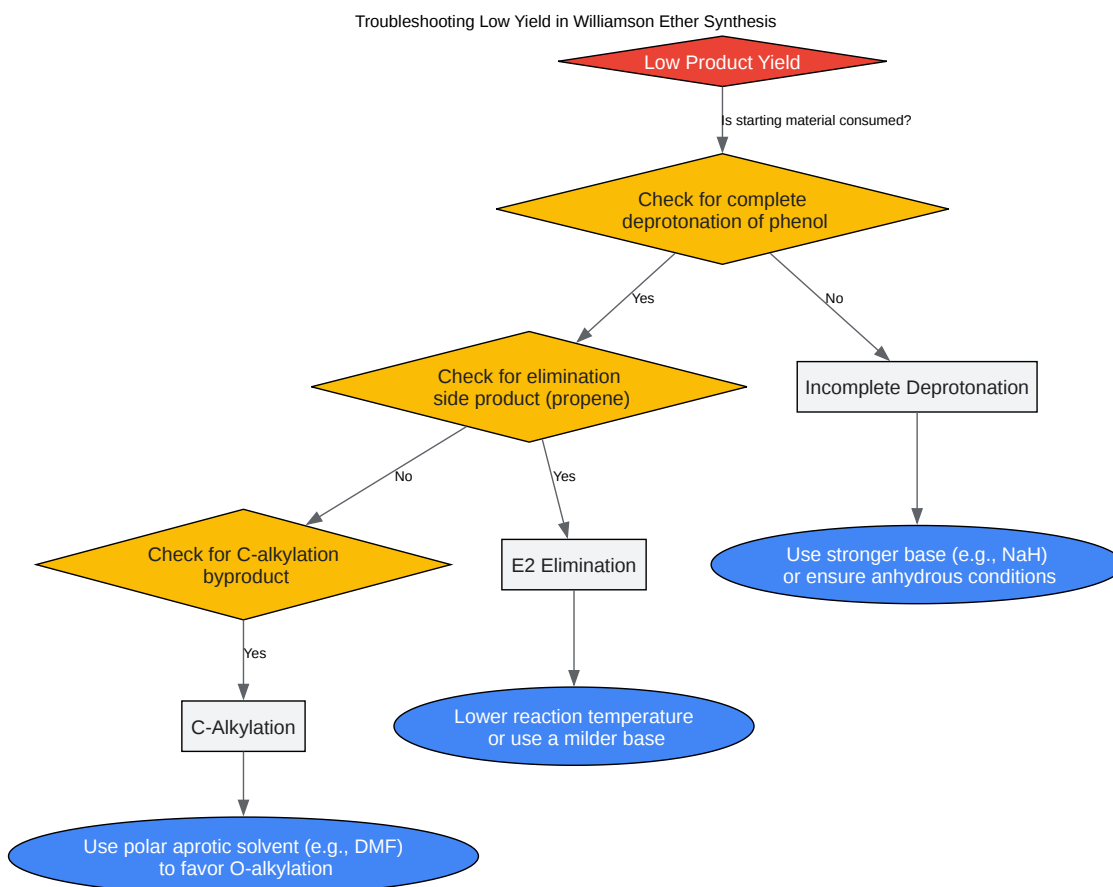 Troubleshooting Low Yield in Williamson Ether Synthesis
Low Product Yield
Is starting material consumed?
Check for complete
deprotonation of phenol
Yes
No
Check for elimination
side product (propene)
Incomplete Deprotonation
No
Yes
Check for C-alkylation
byproduct
E2 Elimination
Use stronger base (e.g., NaH)
or ensure anhydrous conditions
Yes
C-Alkylation
Lower reaction temperature
or use a milder base
Use polar aprotic solvent (e.g., DMF)
to favor O-alkylation